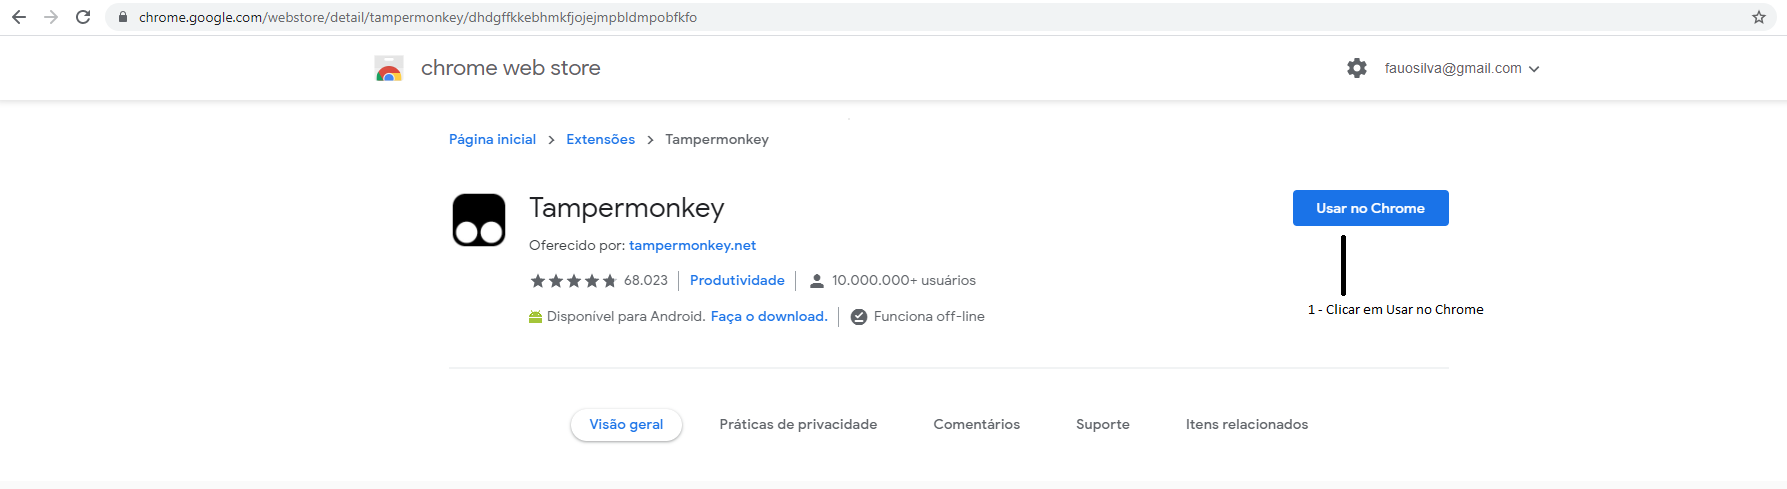 chrome.google.com/webstore/detail/tampermonkey/dhdgffkkebhmkfjojejmpbldmpobfkfo
chrome web store
fauosilva@gmail.com
Página inicial > Extensões > Tampermonkey
Tampermonkey
Usar no Chrome
Oferecido por: tampermonkey.net
68.023 | Produtividade | 10.000.000+ usuários
1 - Clicar em Usar no Chrome
Disponível para Android. Faça o download. | Funciona off-line
Visão geral Práticas de privacidade Comentários Suporte Itens relacionados